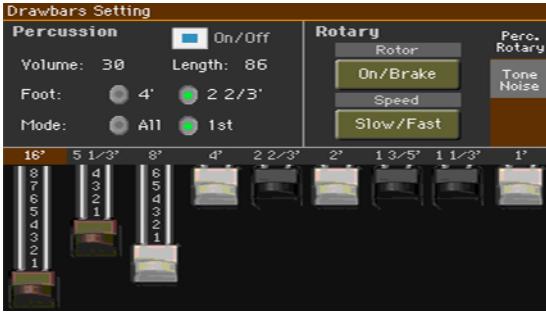 Drawbars Setting
Percussion
On/Off
Volume: 30 Length: 86
Foot: 4' 2 2/3'
Mode: All 1st
Rotary
Rotor
On/Brake
Speed
Slow/Fast
Perc.
Rotary
Tone
Noise
16' 5 1/3' 8' 4' 2 2/3' 2' 1 3/5' 1 1/3' 1'
8 4 6
7 3 5
6 2 4
5 1 3
4 2
3 1
2
1